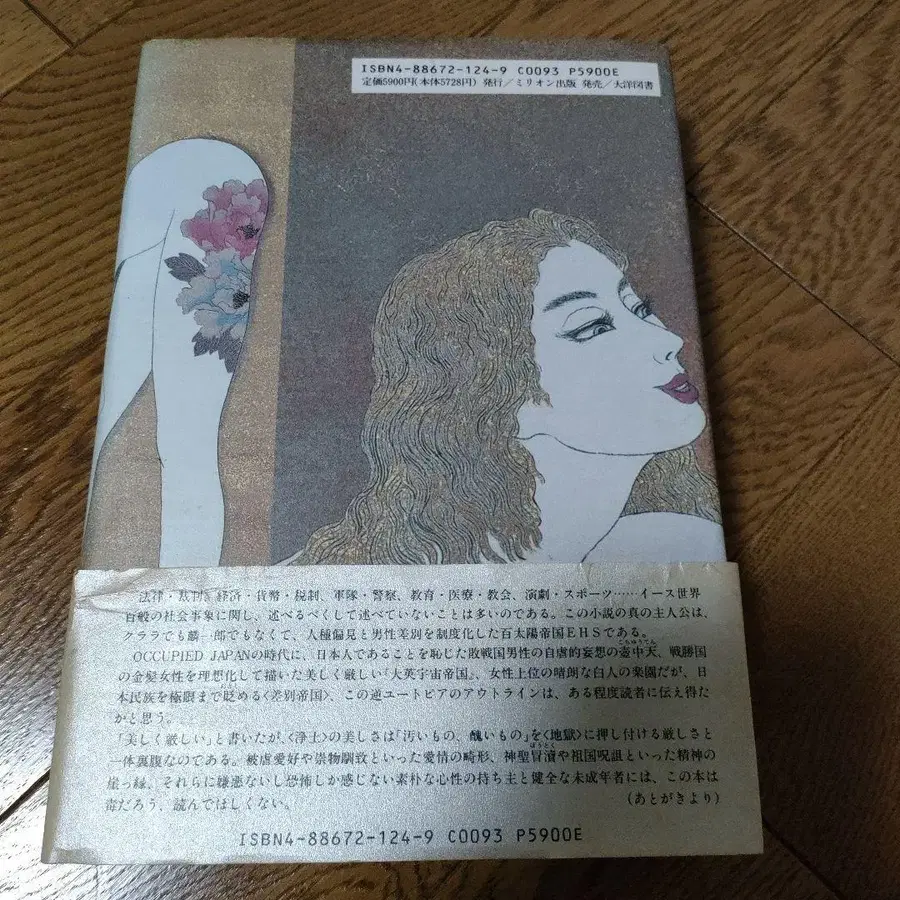 ISBN4-88672-124-9 C0093 P5900E
定価5900円(本体5728円) 発行/ミリオン出版 発売/大洋図書
法律・裁判、経済・貨幣・税制、軍隊・警察、教育・医療・教会、演劇・スポーツ……イース世界
百般の社会事象に関し、述べるべくして述べていないことは多いのである。この小説の真の主人公は、
クララでも麟一郎でもなくて、人種偏見と男性差別を制度化した百太陽帝国EHSである。
OCCUPIED JAPANの時代に、日本人であることを恥じた敗戦国男性の自虐的妄想の壺中天、戦勝国
こちゅうてん
の金髪女性を理想化して描いた美しく厳しい「大英宇宙帝国」、女性上位の晴朗な白人の楽園だが、日
本民族を極限まで貶める〈差別帝国〉、この逆ユートピアのアウトラインは、ある程度読者に伝え得た
かと思う。
「美しく厳しい」と書いたが、〈浄土〉の美しさは「汚いもの、醜いもの」を〈地獄〉に押し付ける厳しさと
一体裏腹なのである。被虐愛好や崇物馴致といった愛情の畸形、神聖冒瀆や祖国呪詛といった精神の
ぼうとく
崖っ縁、それらに嫌悪ないし恐怖しか感じない素朴な心性の持ち主と健全な未成年者には、この本は
毒だろう、読んでほしくない。 (あとがきより)
ISBN4-88672-124-9 C0093 P5900E